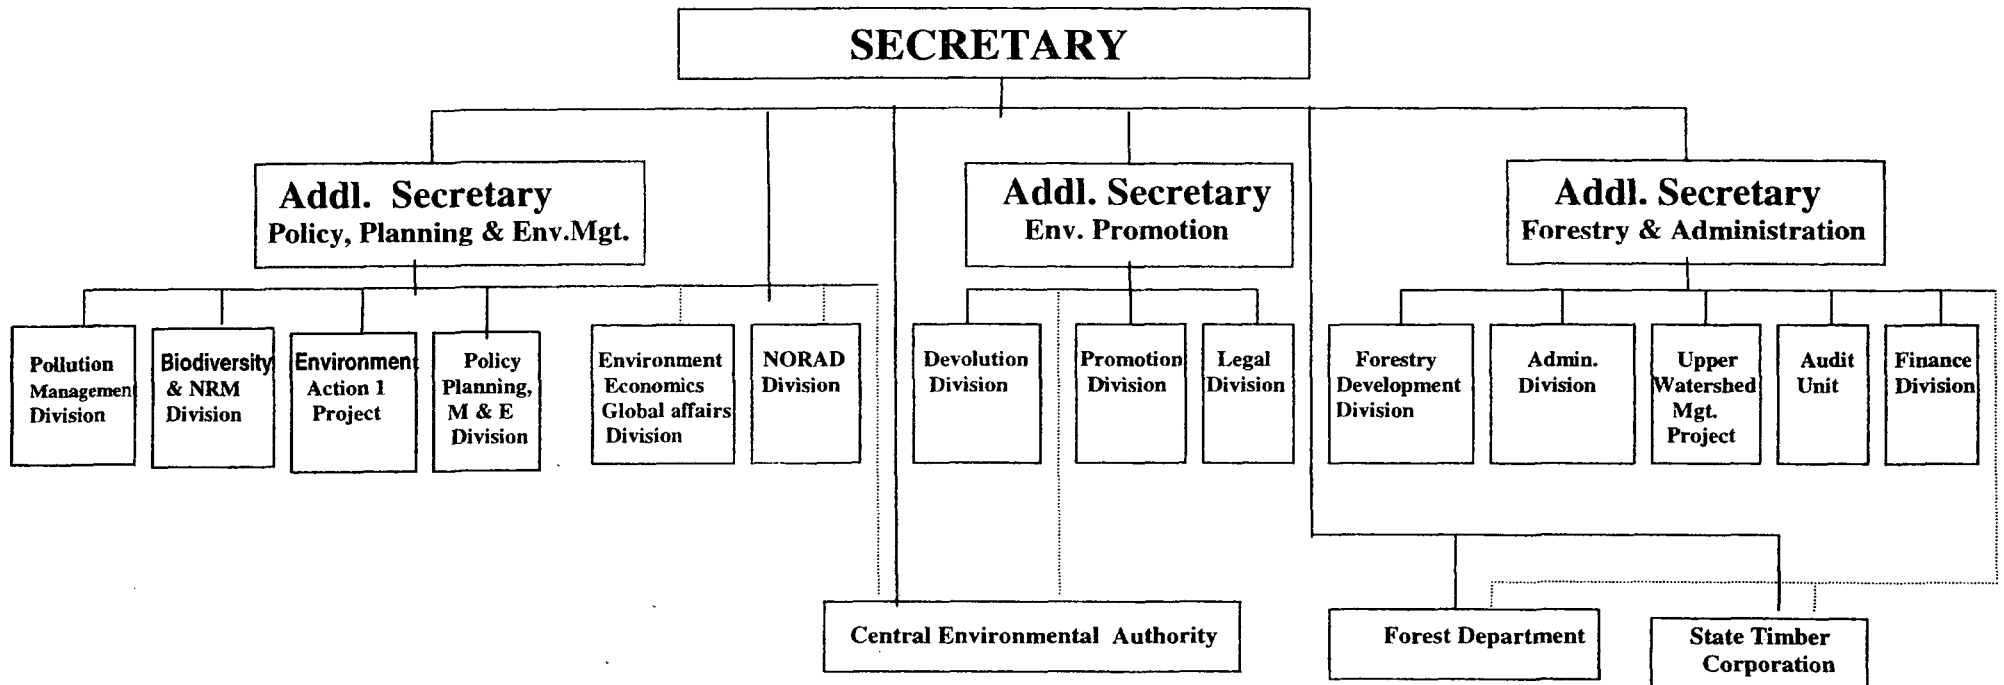 SECRETARY
Addl. Secretary
Policy, Planning & Env.Mgt.
Addl. Secretary
Env. Promotion
Addl. Secretary
Forestry & Administration
Pollution
Managemen
Division
Biodiversity
& NRM
Division
Environment
Action 1
Project
Policy
Planning,
M & E
Division
Environment
Economics
Global affairs
Division
NORAD
Division
Devolution
Division
Promotion
Division
Legal
Division
Forestry
Development
Division
Admin.
Division
Upper
Watershed
Mgt.
Project
Audit
Unit
Finance
Division
Central Environmental Authority
Forest Department
State Timber
Corporation